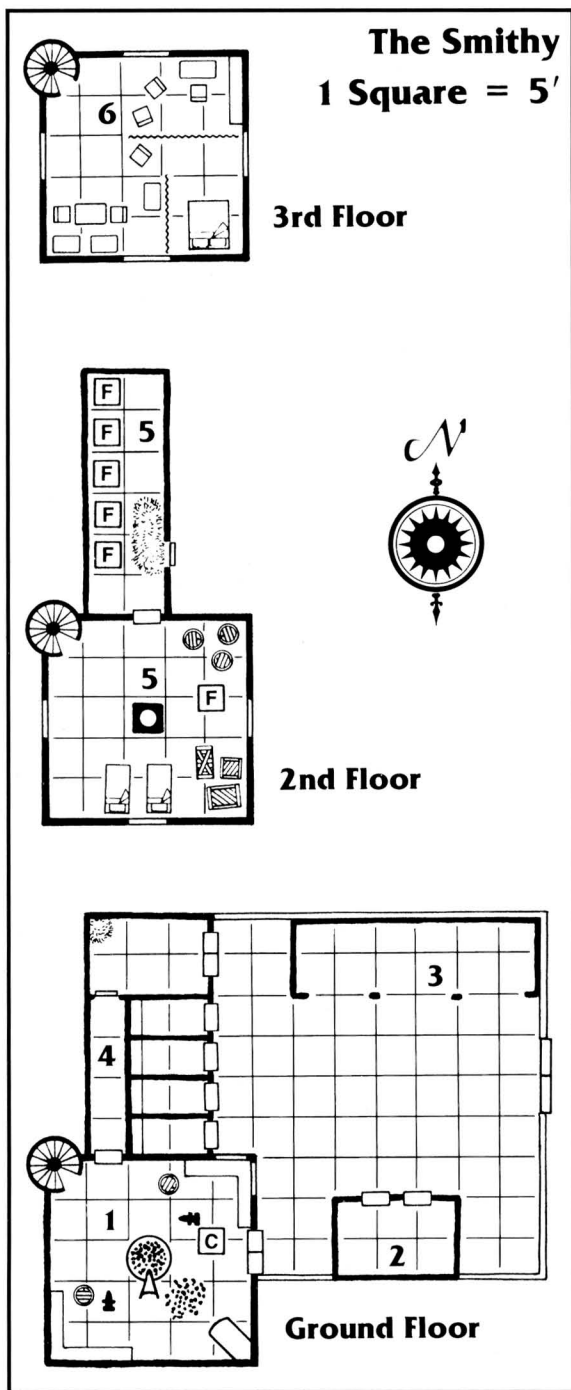 The Smithy
1 Square = 5'
6
3rd Floor
F
F
5
F
F
F
N
5
F
2nd Floor
3
4
1
C
2
Ground Floor